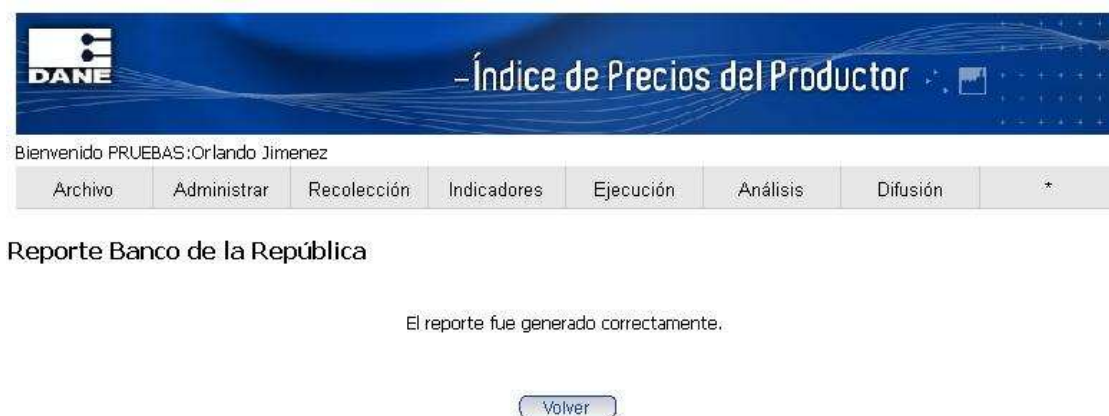 DANE
-Índice de Precios del Productor
Bienvenido PRUEBAS:Orlando Jimenez
Archivo Administrar Recolección Indicadores Ejecución Análisis Difusión *
Reporte Banco de la República
El reporte fue generado correctamente.
Volver